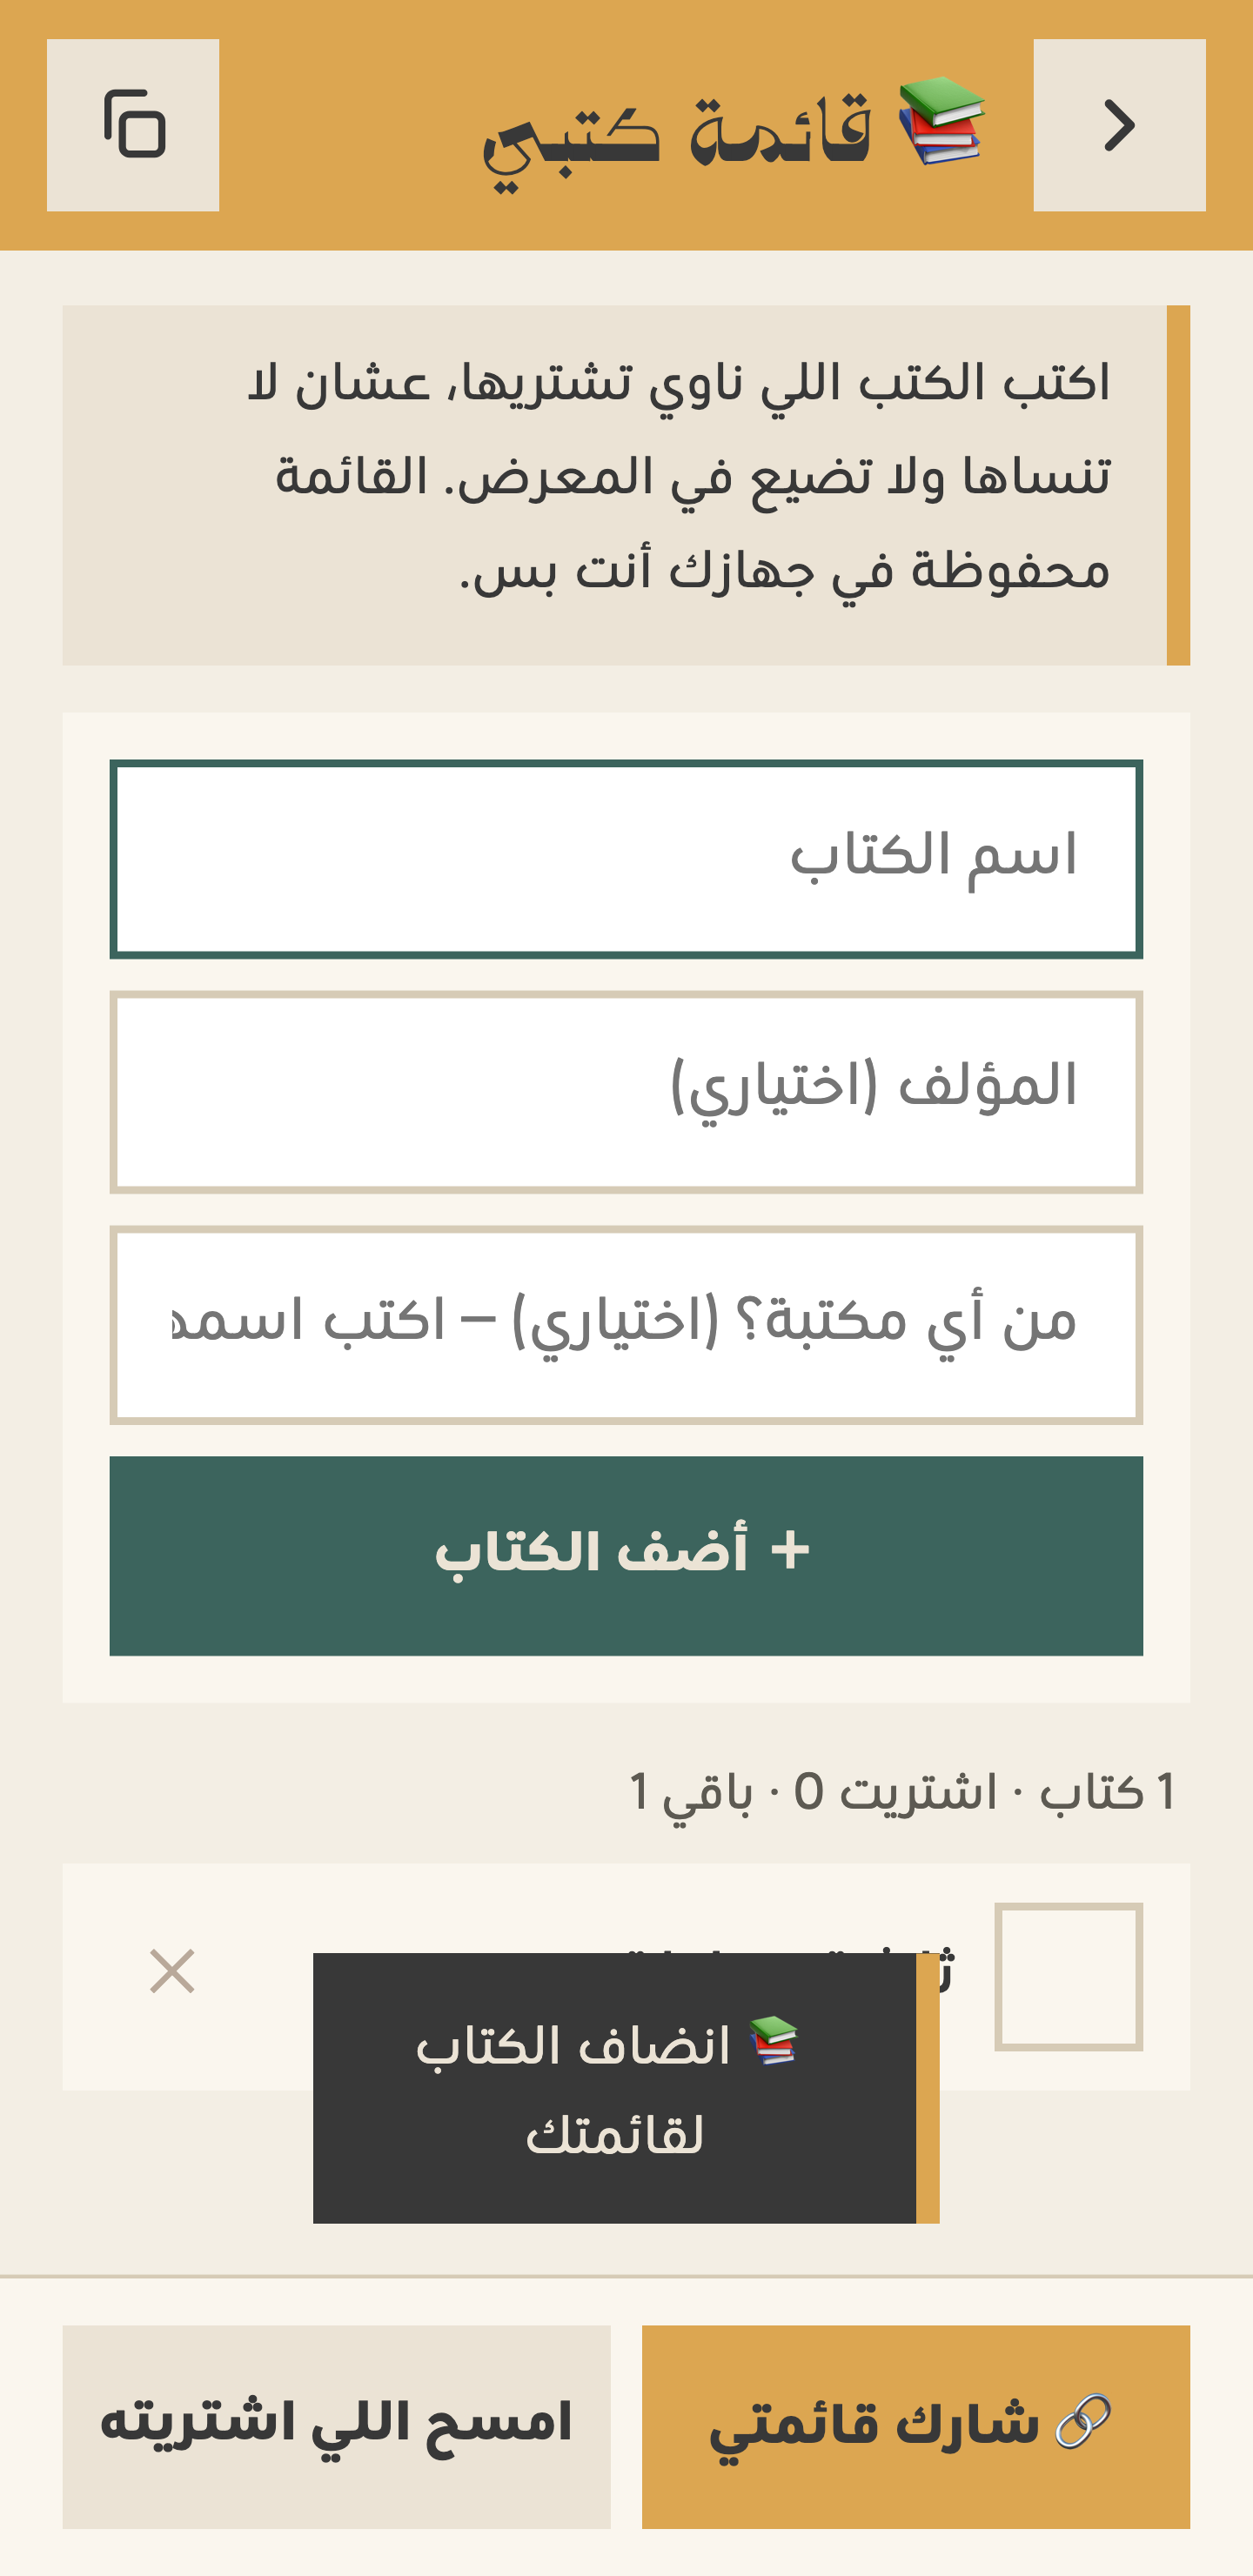 📚 قائمة كتبي
اكتب الكتب اللي ناوي تشتريها، عشان لا
تنساها ولا تضيع في المعرض. القائمة
محفوظة في جهازك أنت بس.
اسم الكتاب
المؤلف (اختياري)
من أي مكتبة؟ (اختياري) — اكتب اسمه
+ أضف الكتاب
1 كتاب · اشتريت 0 · باقي 1
📚 انضاف الكتاب
لقائمتك
🔗 شارك قائمتي
امسح اللي اشتريته